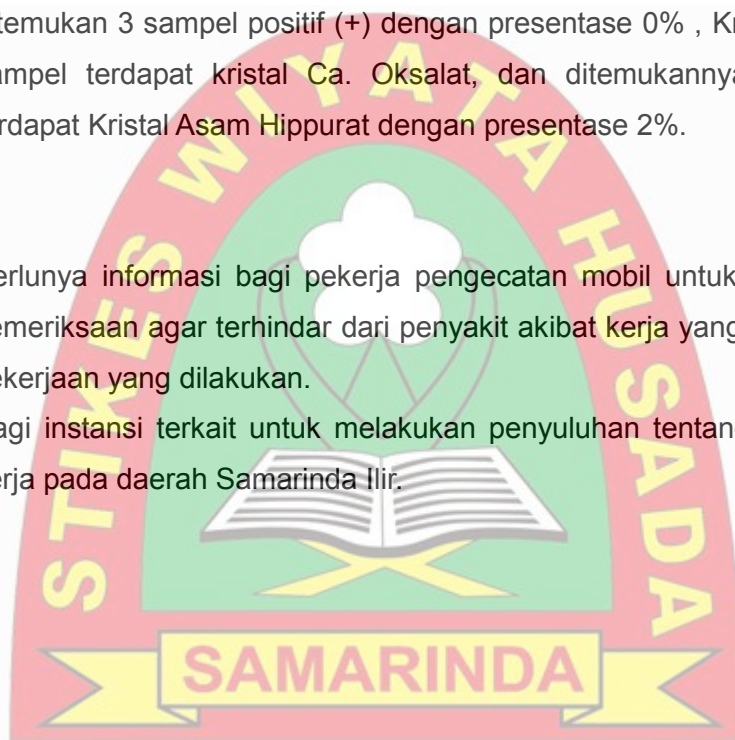 temukan 3 sampel positif (+) dengan presentase 0% , Kr
ampel terdapat kristal Ca. Oksalat, dan ditemukannya
rdapat Kristal Asam Hippurat dengan presentase 2%.
erlunya informasi bagi pekerja pengecatan mobil untuk
emeriksaan agar terhindar dari penyakit akibat kerja yang
ekerjaan yang dilakukan.
agi instansi terkait untuk melakukan penyuluhan tentang
erja pada daerah Samarinda Ilir.
STIKES WIYATA HUSADA
SAMARINDA